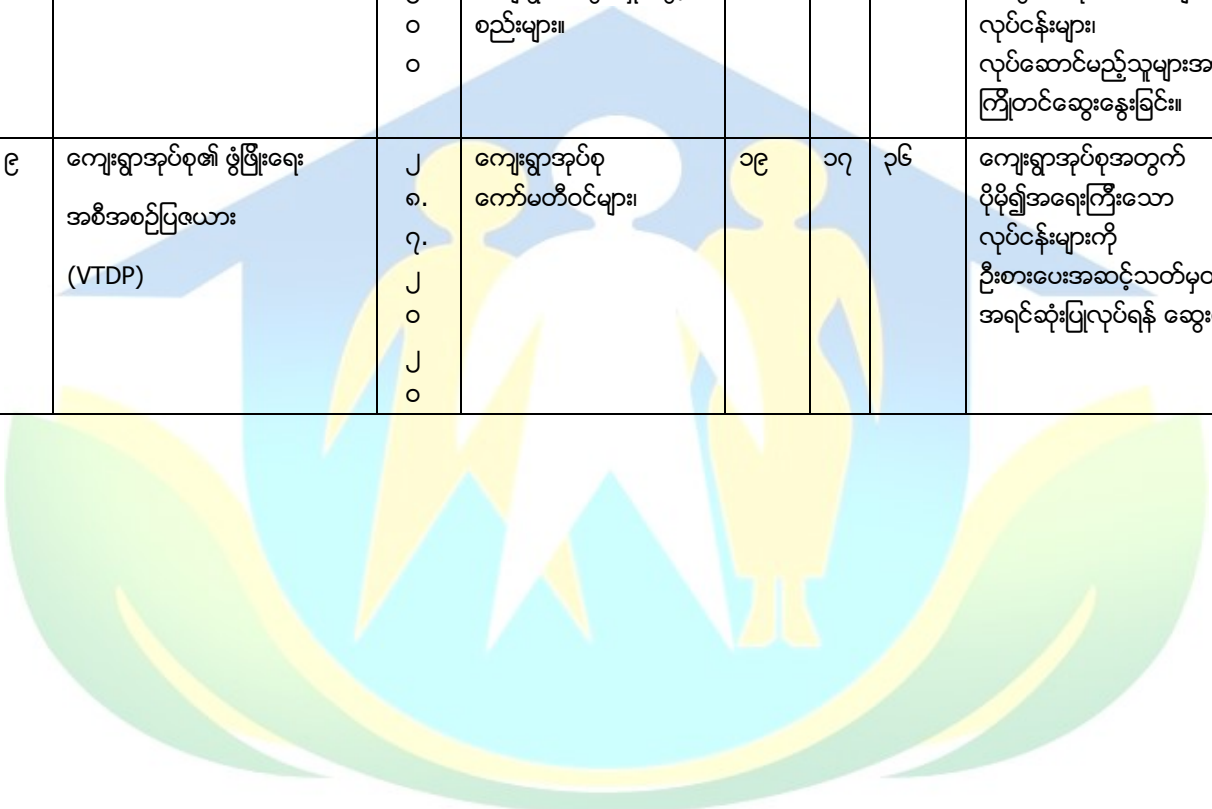 ၀ စည်းများ။ လုပ်ငန်းများ၊
၀ လုပ်ဆောင်မည့်
ကြိုတင်ဆွေးနွေးခြင်း။
၉ ကျေးရွာအုပ်စု၏ ဖွံ့ဖြိုးရေး
အစီအစဉ်ပြဇယား
(VTDP)
၂
၈.
၇.
၂
၀
၂
၀
ကျေးရွာအုပ်စု
ကော်မတီဝင်များ၊
၁၉ ၁၇ ၃၆
ကျေးရွာအုပ်စုအတွက်
ပိုမို၍အရေးကြီးသော
လုပ်ငန်းများကို
ဦးစားပေးအဆင့်သတ်မှတ်
အရင်ဆုံးပြုလုပ်ရန်